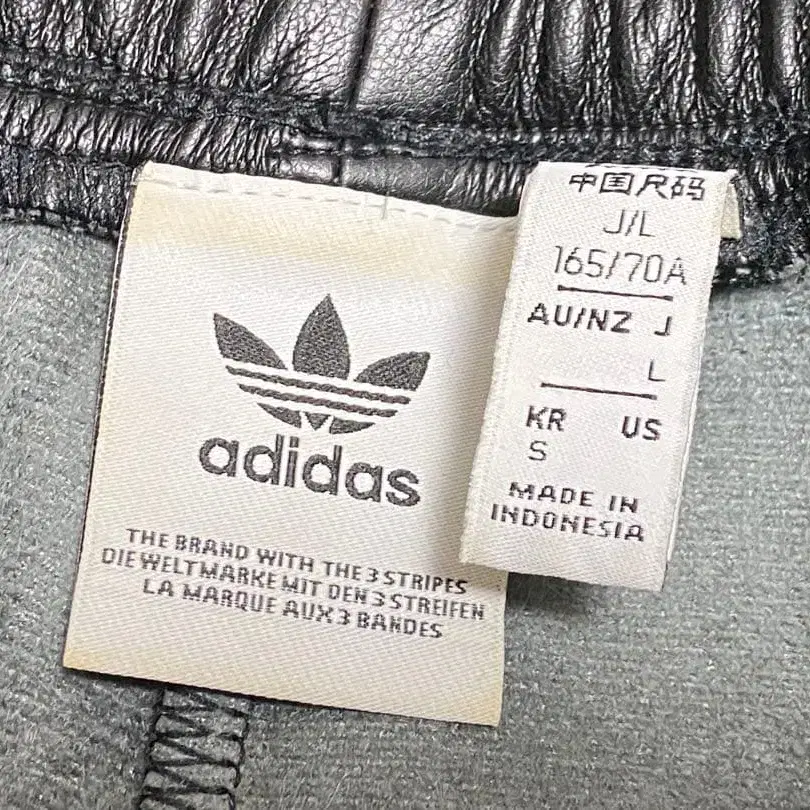 adidas
THE BRAND WITH THE 3 STRIPES
DIE WELTMARKE MIT DEN 3 STREIFEN
LA MARQUE AUX 3 BANDES
中国尺码
J/L
165/70A
AU/NZ J
L
KR US
S
MADE IN
INDONESIA